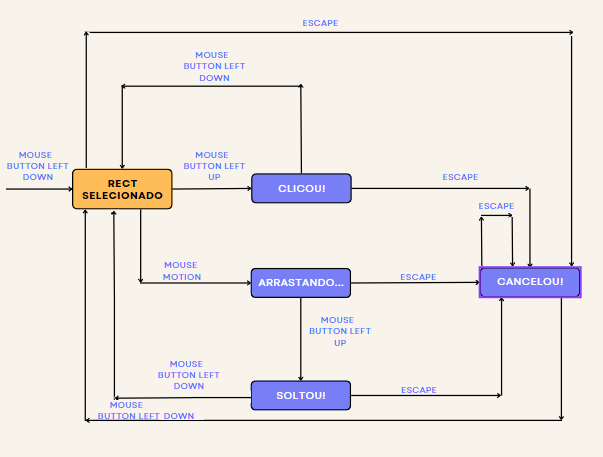 ESCAPE
MOUSE
BUTTON LEFT
DOWN
MOUSE
BUTTON LEFT
DOWN
MOUSE
BUTTON LEFT
UP
RECT
SELECIONADO
CLICOU!
ESCAPE
ESCAPE
MOUSE
MOTION
ARRASTANDO...
ESCAPE
CANCELOU!
MOUSE
BUTTON LEFT
UP
MOUSE
BUTTON LEFT
DOWN
SOLTOU!
ESCAPE
MOUSE
BUTTON LEFT DOWN